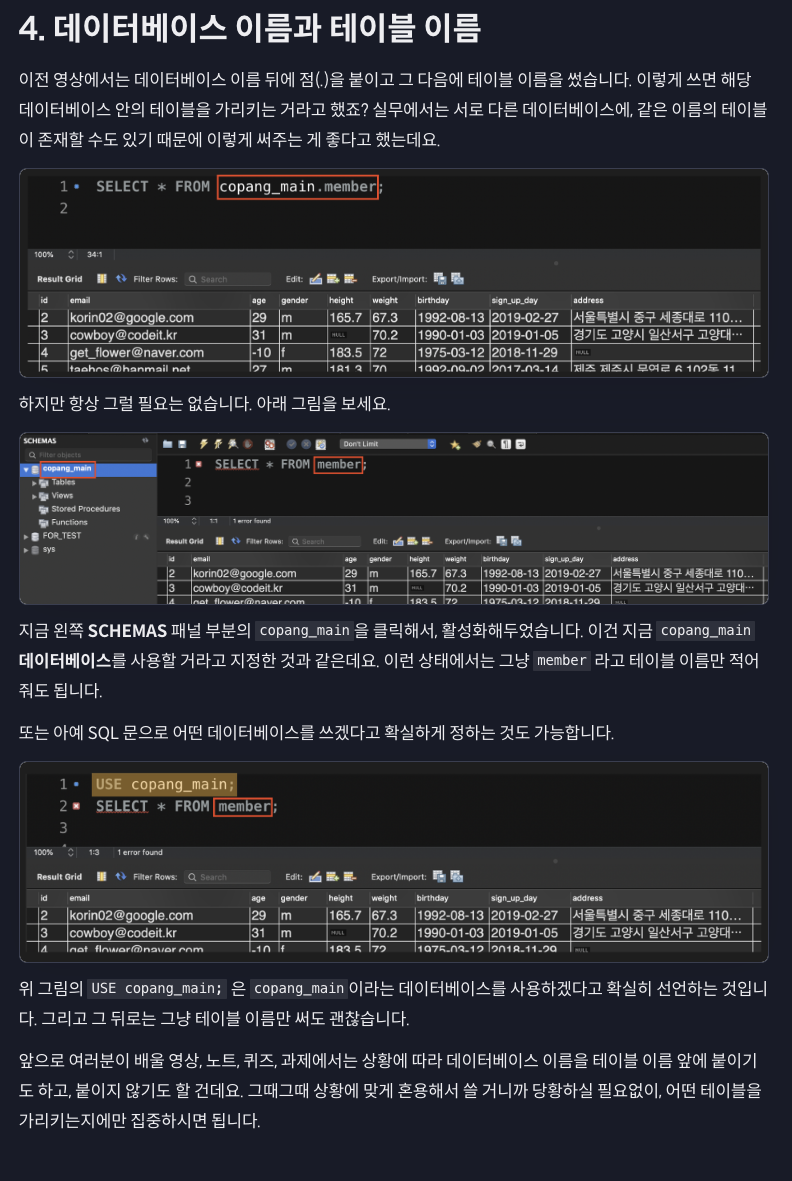 4. 데이터베이스 이름과 테이블 이름
이전 영상에서는 데이터베이스 이름 뒤에 점(.)을 붙이고 그 다음에 테이블 이름을 썼습니다. 이렇게 쓰면 해당
데이터베이스 안의 테이블을 가리키는 거라고 했죠? 실무에서는 서로 다른 데이터베이스에, 같은 이름의 테이블
이 존재할 수도 있기 때문에 이렇게 써주는 게 좋다고 했는데요.
1 SELECT * FROM copang_main.member;
2
100% 34:1
Result Grid Filter Rows: Search Edit: Export/Import:
id email age gender height weight birthday sign_up_day address
2 korin02@google.com 29 m 165.7 67.3 1992-08-13 2019-02-27 서울특별시 중구 세종대로 110...
3 cowboy@codeit.kr 31 m NULL 70.2 1990-01-03 2019-01-05 경기도 고양시 일산서구 고양대...
4 get_flower@naver.com -10 f 183.5 72 1975-03-12 2018-11-29 NULL
5 taehos@hanmail.net 27 m 181.3 70 1992-09-02 2017-03-14 제주 제주시 문연로 6 102동 11
하지만 항상 그럴 필요는 없습니다. 아래 그림을 보세요.
SCHEMAS
Filter objects
copang_main
Tables
Views
Stored Procedures
Functions
FOR_TEST
sys
Don't Limit
1 SELECT * FROM member;
2
3
100% 1:1 1 error found
Result Grid Filter Rows: Search Edit: Export/Import:
id email age gender height weight birthday sign_up_day address
2 korin02@google.com 29 m 165.7 67.3 1992-08-13 2019-02-27 서울특별시 중구 세종대로 110...
3 cowboy@codeit.kr 31 m NULL 70.2 1990-01-03 2019-01-05 경기도 고양시 일산서구 고양대...
4 get_flower@naver.com -10 f 183.5 72 1975-03-12 2018-11-29 NULL
지금 왼쪽 SCHEMAS 패널 부분의 copang_main을 클릭해서, 활성화해두었습니다. 이건 지금 copang_main
데이터베이스를 사용할 거라고 지정한 것과 같은데요. 이런 상태에서는 그냥 member 라고 테이블 이름만 적어
줘도 됩니다.
또는 아예 SQL 문으로 어떤 데이터베이스를 쓰겠다고 확실하게 정하는 것도 가능합니다.
1 USE copang_main;
2 SELECT * FROM member;
3
100% 1:3 1 error found
Result Grid Filter Rows: Search Edit: Export/Import:
id email age gender height weight birthday sign_up_day address
2 korin02@google.com 29 m 165.7 67.3 1992-08-13 2019-02-27 서울특별시 중구 세종대로 110...
3 cowboy@codeit.kr 31 m NULL 70.2 1990-01-03 2019-01-05 경기도 고양시 일산서구 고양대...
4 get_flower@naver.com -10 f 183.5 72 1975-03-12 2018-11-29 NULL
위 그림의 USE copang_main; 은 copang_main이라는 데이터베이스를 사용하겠다고 확실히 선언하는 것입니
다. 그리고 그 뒤로는 그냥 테이블 이름만 써도 괜찮습니다.
앞으로 여러분이 배울 영상, 노트, 퀴즈, 과제에서는 상황에 따라 데이터베이스 이름을 테이블 이름 앞에 붙이기
도 하고, 붙이지 않기도 할 건데요. 그때그때 상황에 맞게 혼용해서 쓸 거니까 당황하실 필요없이, 어떤 테이블을
가리키는지에만 집중하시면 됩니다.